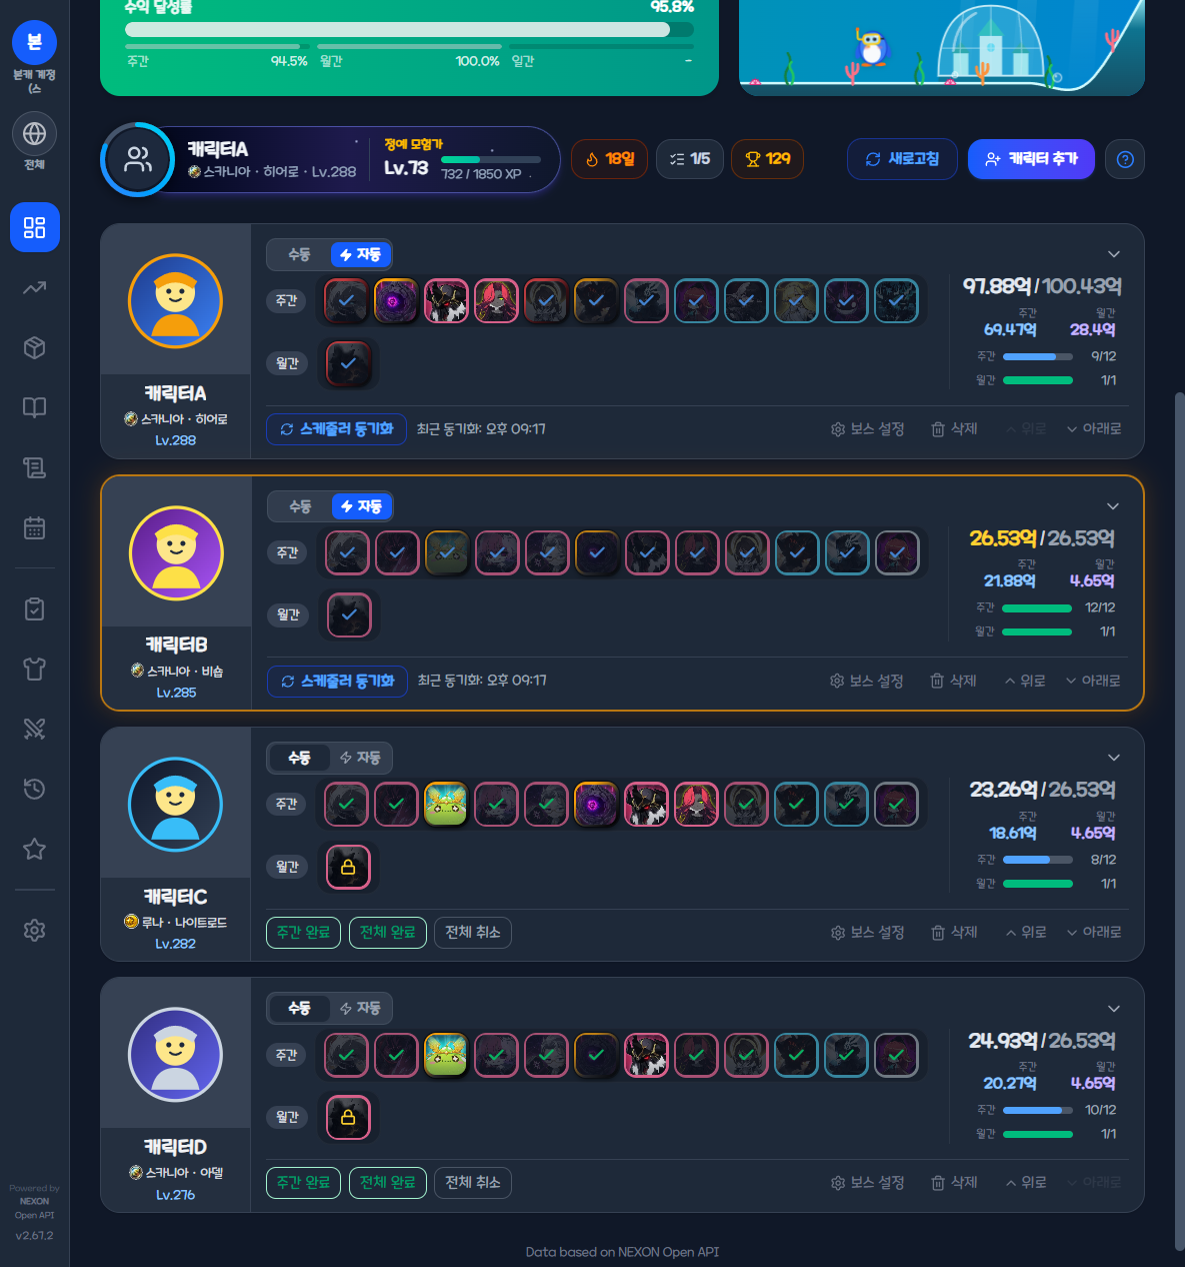 본
본캐 계정
(스
전체
Powered by
NEXON
Open API
v2.67.2
수익 달성률 95.8%
주간 94.5% 월간 100.0% 일간 -
캐릭터A
스카니아 · 히어로 · Lv.288
정예 모험가
Lv.73
732 / 1850 XP
18일
1/5
129
새로고침
캐릭터 추가
수동 자동
주간
월간
캐릭터A
스카니아 · 히어로
Lv.288
97.88억/100.43억
주간 월간
69.47억 28.4억
주간 9/12
월간 1/1
스케줄러 동기화 최근 동기화: 오후 09:17
보스 설정 삭제 위로 아래로
수동 자동
주간
월간
캐릭터B
스카니아 · 비숍
Lv.285
26.53억/26.53억
주간 월간
21.88억 4.65억
주간 12/12
월간 1/1
스케줄러 동기화 최근 동기화: 오후 09:17
보스 설정 삭제 위로 아래로
수동 자동
주간
월간
캐릭터C
루나 · 나이트로드
Lv.282
23.26억/26.53억
주간 월간
18.61억 4.65억
주간 8/12
월간 1/1
주간 완료 전체 완료 전체 취소
보스 설정 삭제 위로 아래로
수동 자동
주간
월간
캐릭터D
스카니아 · 아델
Lv.276
24.93억/26.53억
주간 월간
20.27억 4.65억
주간 10/12
월간 1/1
주간 완료 전체 완료 전체 취소
보스 설정 삭제 위로 아래로
Data based on NEXON Open API